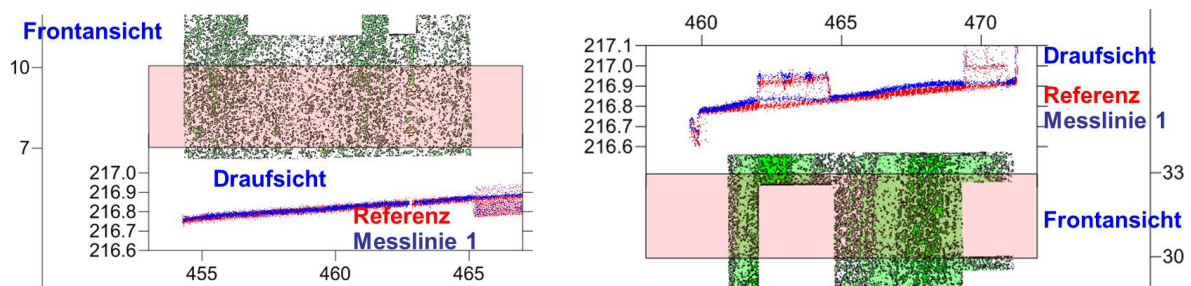 Frontansicht
10
7
217.0
216.9
216.8
216.7
216.6
Draufsicht
Referenz
Messlinie 1
455 460 465
460 465 470
217.1
217.0
216.9
216.8
216.7
216.6
Draufsicht
Referenz
Messlinie 1
33
Frontansicht
30